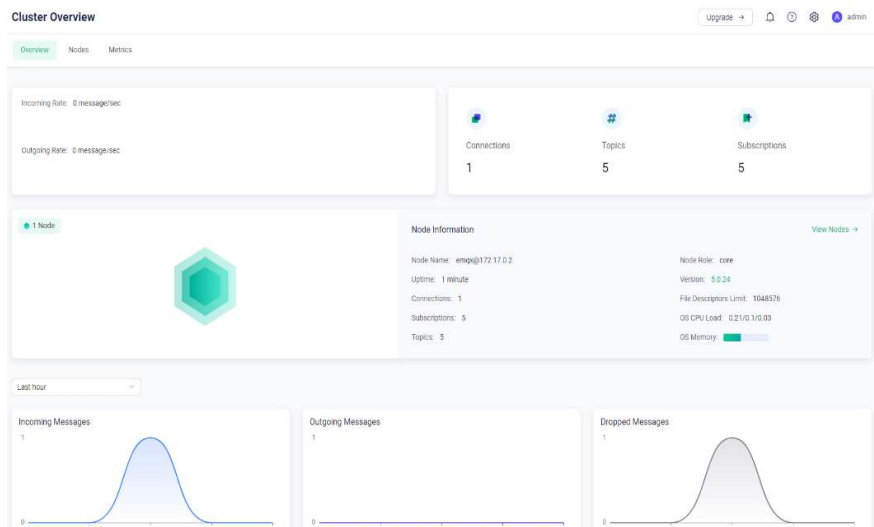 Cluster Overview
Upgrade →
A admin
Overview Nodes Metrics
Incoming Rate: 0 message/sec
Outgoing Rate: 0 message/sec
Connections
1
Topics
5
Subscriptions
5
1 Node
Node Information
View Nodes →
Node Name: emqx@172.17.0.2
Node Role: core
Uptime: 1 minute
Version: 5.0.24
Connections: 1
File Descriptors Limit: 1048576
Subscriptions: 5
OS CPU Load: 0.21/0.1/0.03
Topics: 5
OS Memory:
Last hour
Incoming Messages
1
0
Outgoing Messages
1
0
Dropped Messages
1
0